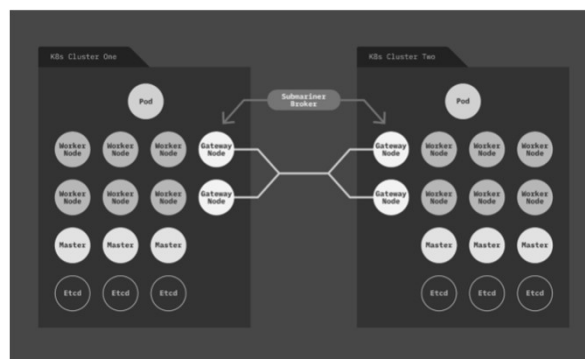 K8s Cluster One
K8s Cluster Two
Submariner
Broker
Pod
Pod
Worker
Node
Worker
Node
Worker
Node
Gateway
Node
Gateway
Node
Worker
Node
Worker
Node
Worker
Node
Worker
Node
Worker
Node
Worker
Node
Gateway
Node
Gateway
Node
Worker
Node
Worker
Node
Worker
Node
Master
Master
Master
Master
Master
Master
Etcd
Etcd
Etcd
Etcd
Etcd
Etcd